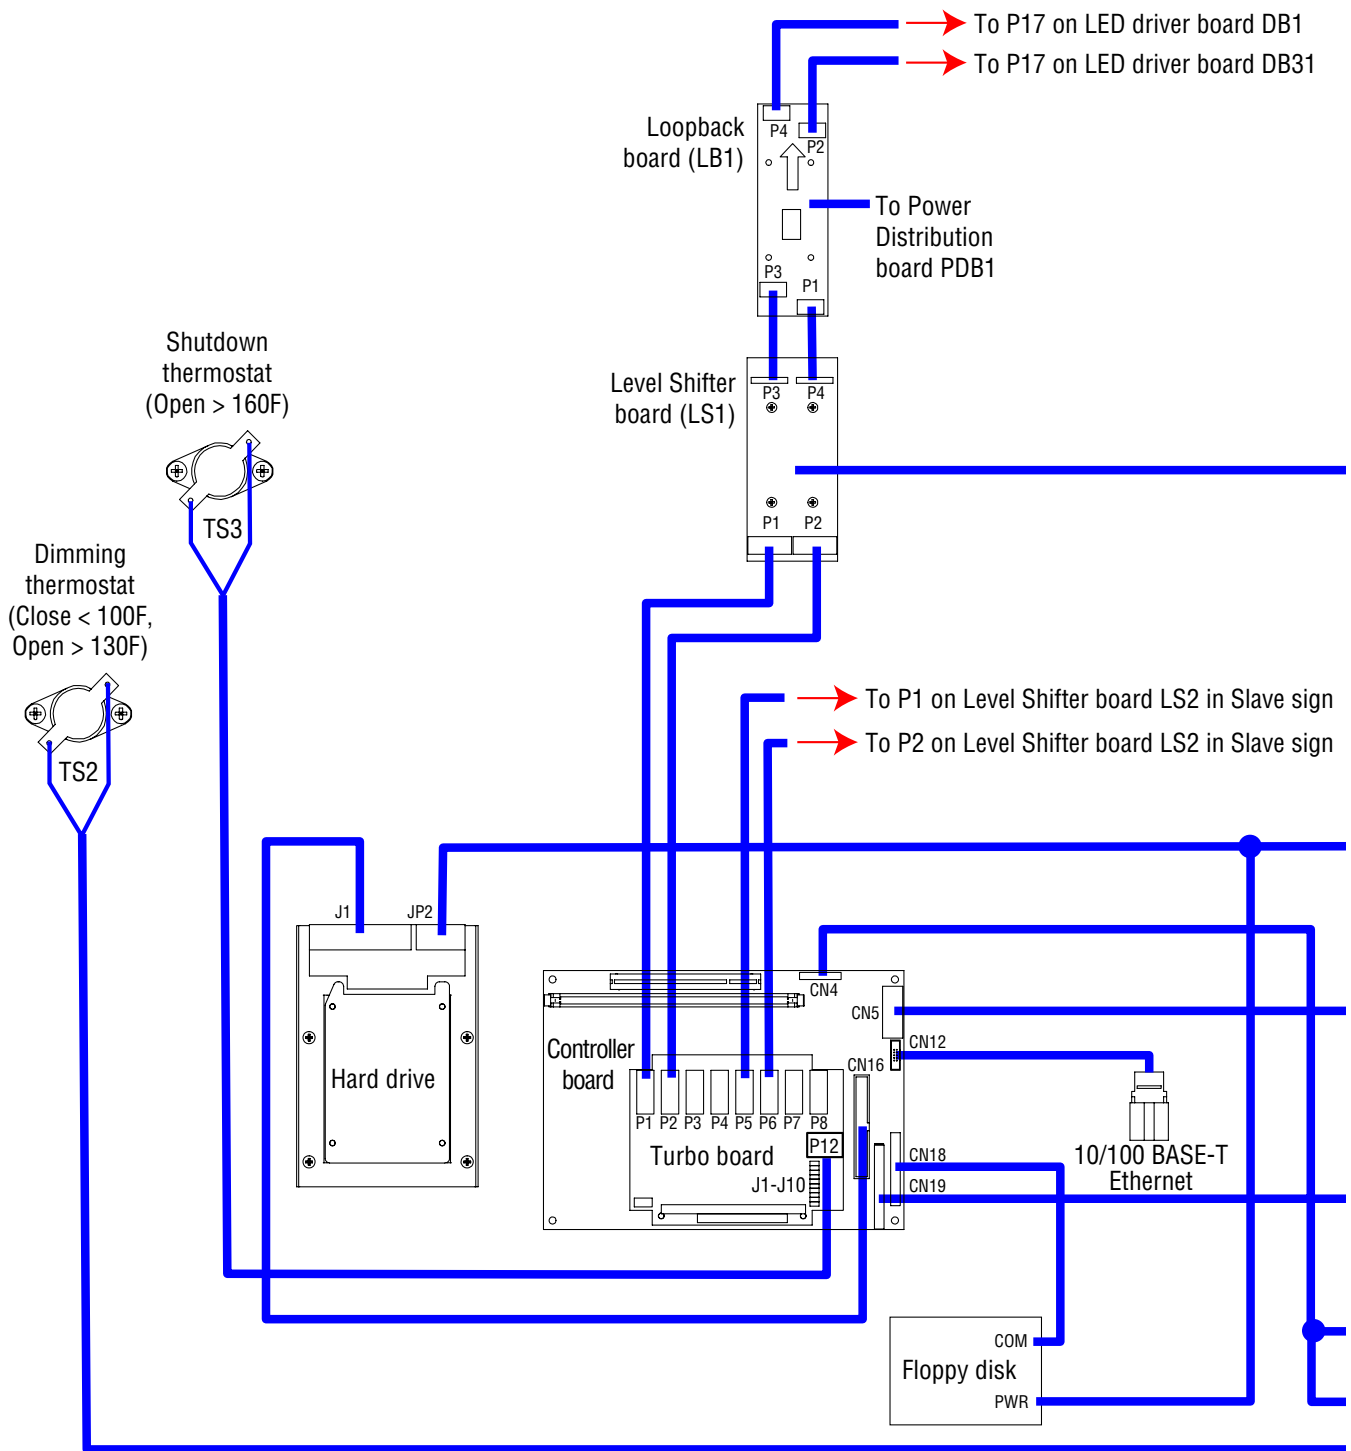 To P17 on LED driver board DB1
To P17 on LED driver board DB31
Loopback
board (LB1)
P4
P2
To Power
Distribution
board PDB1
P3
P1
Shutdown
thermostat
(Open > 160F)
Level Shifter
board (LS1)
P3
P4
TS3
P1
P2
Dimming
thermostat
(Close < 100F,
Open > 130F)
To P1 on Level Shifter board LS2 in Slave sign
To P2 on Level Shifter board LS2 in Slave sign
TS2
J1
JP2
Hard drive
CN4
CN5
CN12
CN16
Controller
board
P1
P2
P3
P4
P5
P6
P7
P8
P12
Turbo board
J1-J10
CN18
CN19
10/100 BASE-T
Ethernet
COM
Floppy disk
PWR